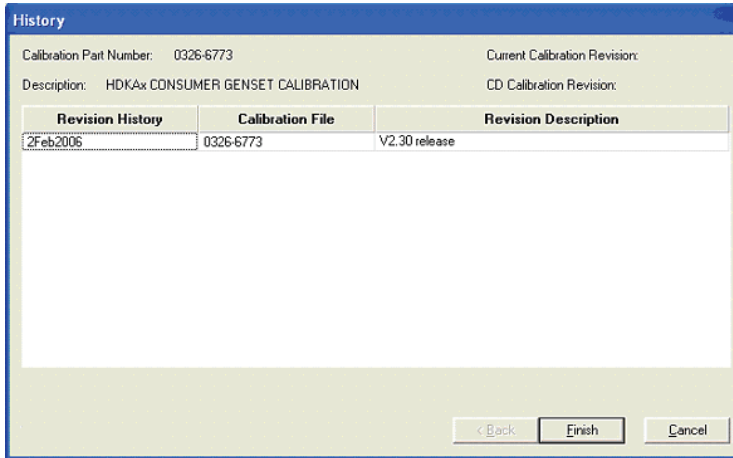 History
Calibration Part Number: 0326-6773 Current Calibration Revision:
Description: HDKAx CONSUMER GENSET CALIBRATION CD Calibration Revision:
Revision History Calibration File Revision Description
2Feb2006 0326-6773 V2.30 release
< Back Finish Cancel